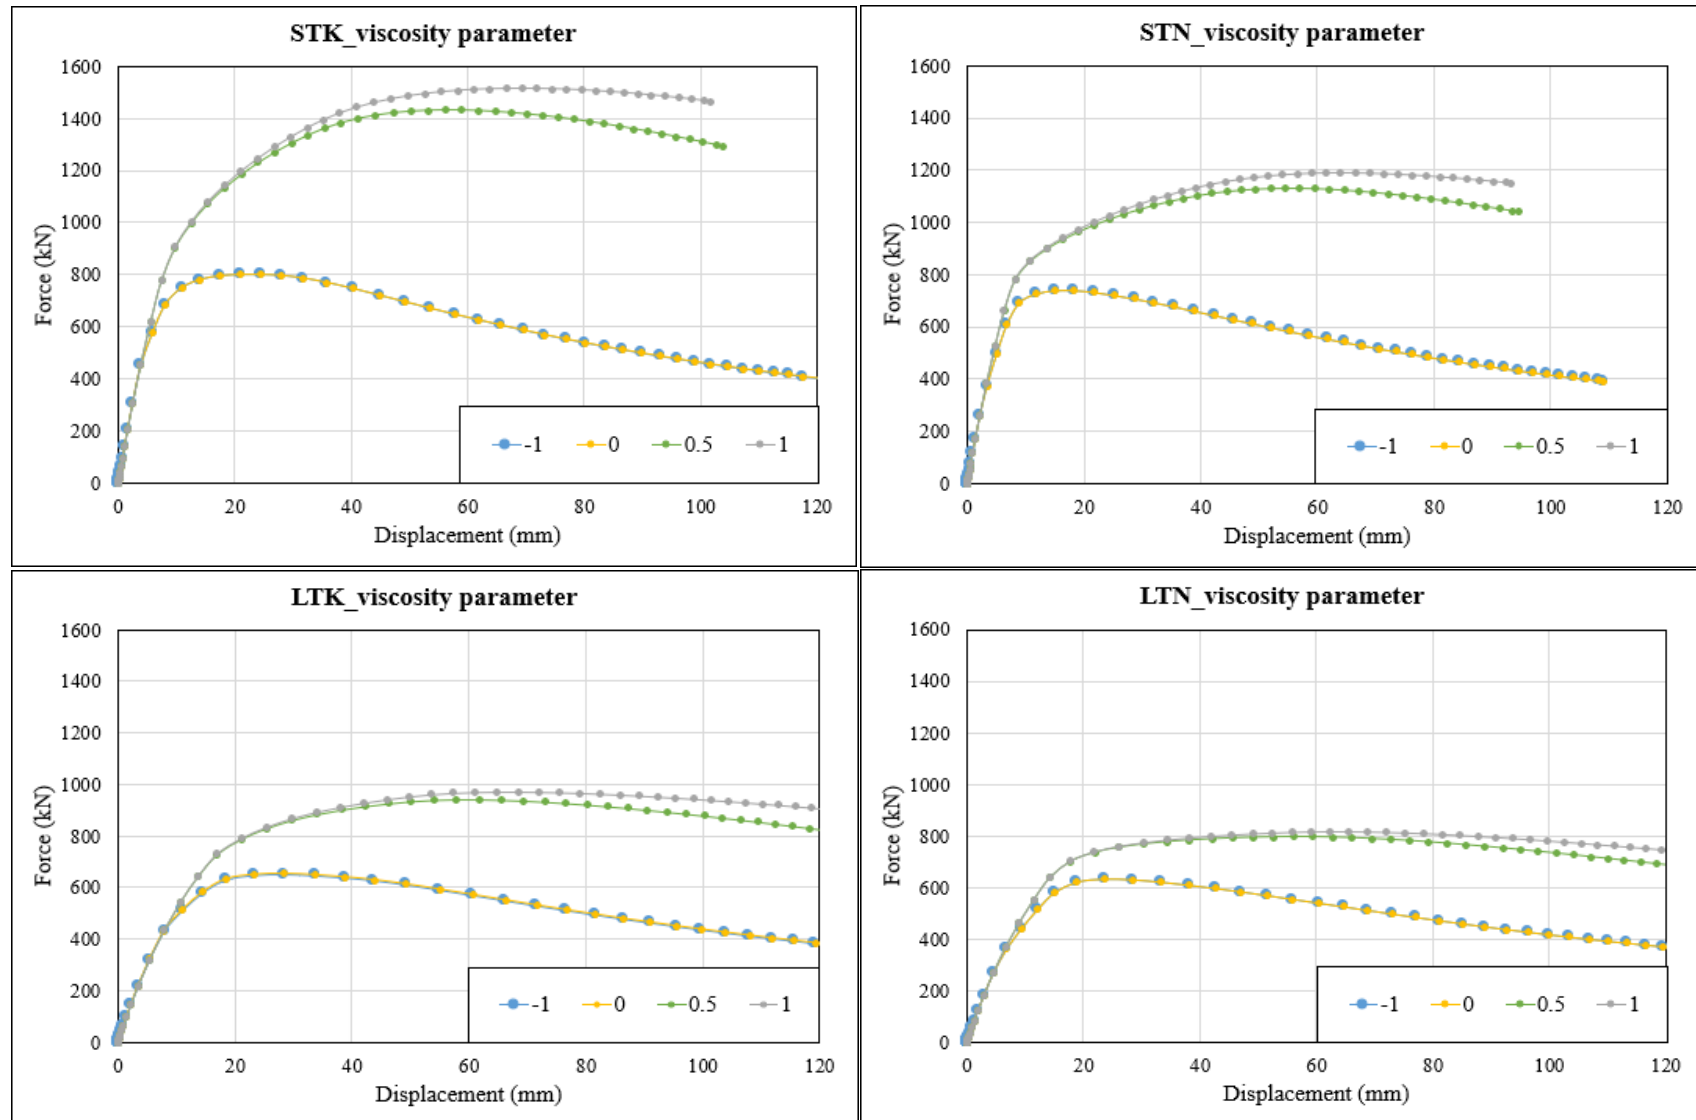 STK_viscosity parameter
1600
1400
1200
1000
800
600
400
200
0
Force (kN)
0 20 40 60 80 100 120
Displacement (mm)
-1 0 0.5 1
STN_viscosity parameter
1600
1400
1200
1000
800
600
400
200
0
Force (kN)
0 20 40 60 80 100 120
Displacement (mm)
-1 0 0.5 1
LTK_viscosity parameter
1600
1400
1200
1000
800
600
400
200
0
Force (kN)
0 20 40 60 80 100 120
Displacement (mm)
-1 0 0.5 1
LTN_viscosity parameter
1600
1400
1200
1000
800
600
400
200
0
Force (kN)
0 20 40 60 80 100 120
Displacement (mm)
-1 0 0.5 1